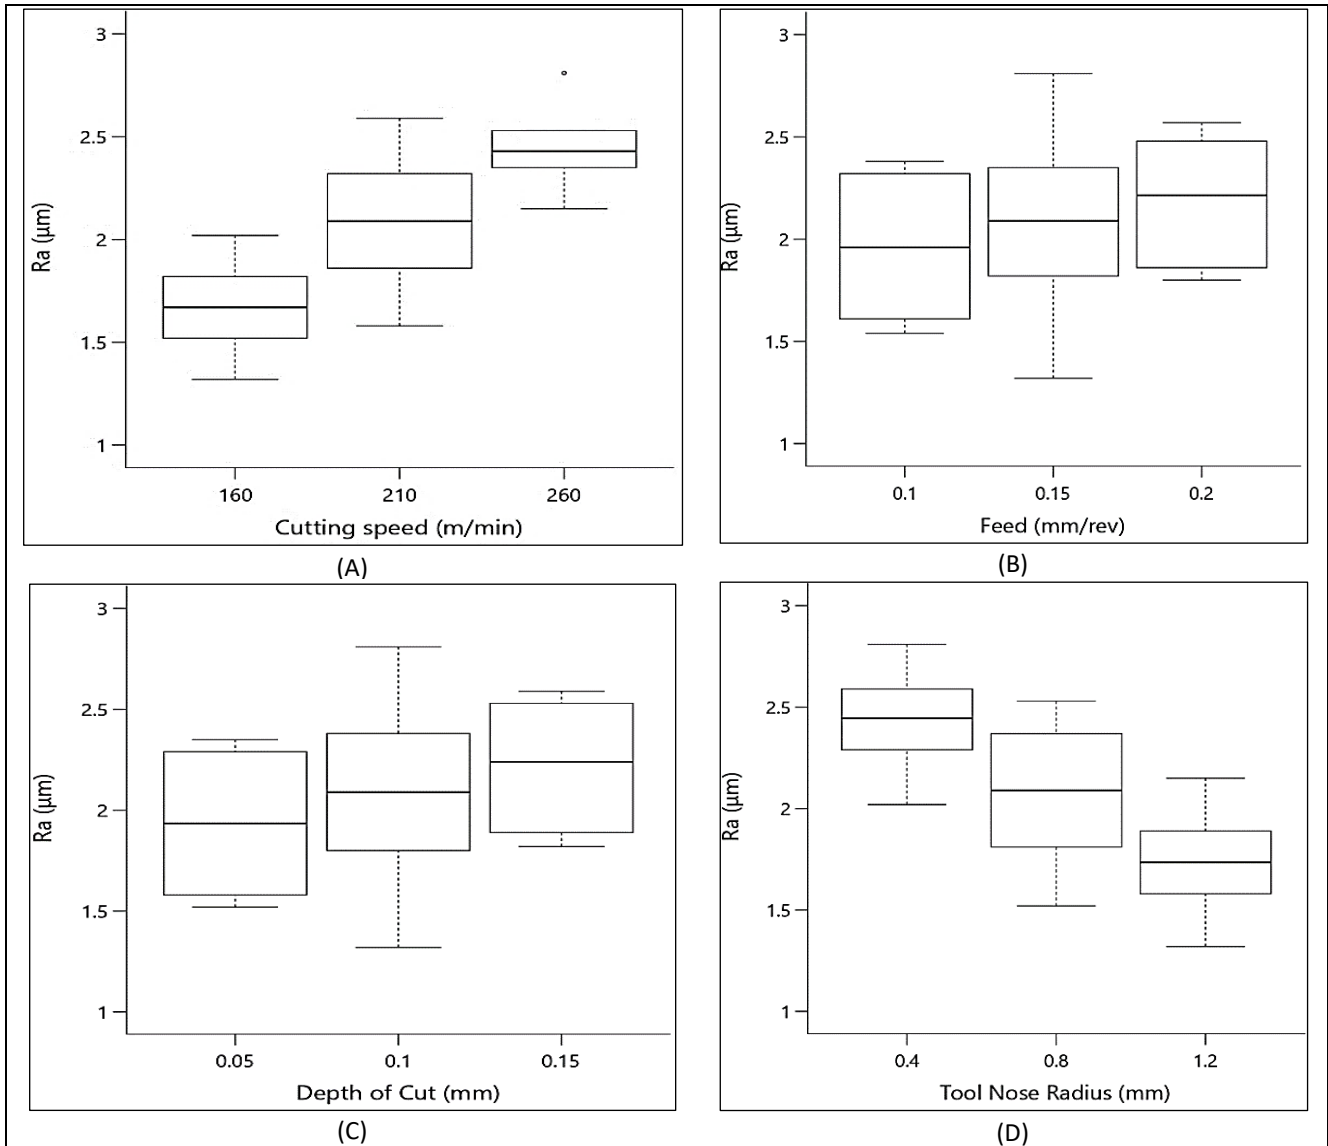 3
2.5
2
1.5
1
Ra (μm)
160 210 260
Cutting speed (m/min)
(A)
3
2.5
2
1.5
1
Ra (μm)
0.1 0.15 0.2
Feed (mm/rev)
(B)
3
2.5
2
1.5
1
Ra (μm)
0.05 0.1 0.15
Depth of Cut (mm)
(C)
3
2.5
2
1.5
1
Ra (μm)
0.4 0.8 1.2
Tool Nose Radius (mm)
(D)